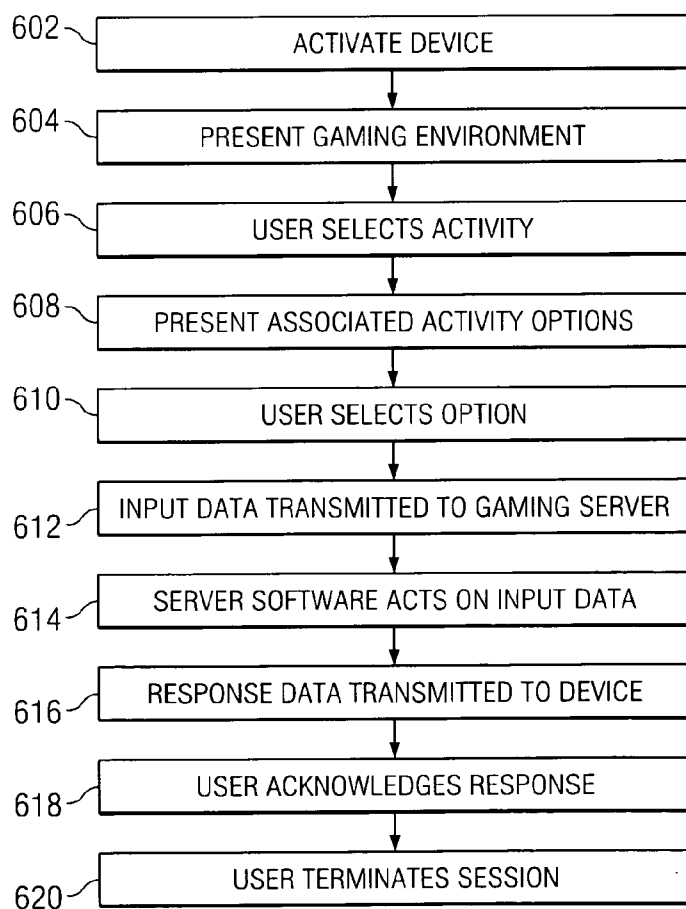 602 ACTIVATE DEVICE
604 PRESENT GAMING ENVIRONMENT
606 USER SELECTS ACTIVITY
608 PRESENT ASSOCIATED ACTIVITY OPTIONS
610 USER SELECTS OPTION
612 INPUT DATA TRANSMITTED TO GAMING SERVER
614 SERVER SOFTWARE ACTS ON INPUT DATA
616 RESPONSE DATA TRANSMITTED TO DEVICE
618 USER ACKNOWLEDGES RESPONSE
620 USER TERMINATES SESSION